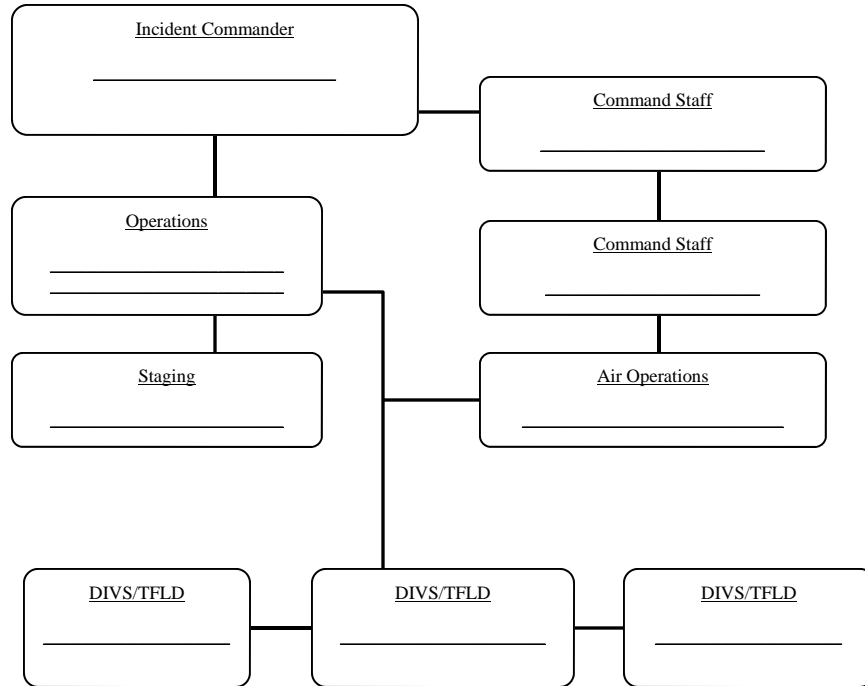 Incident Commander
Command Staff
Operations
Command Staff
Staging
Air Operations
DIVS/TFLD
DIVS/TFLD
DIVS/TFLD